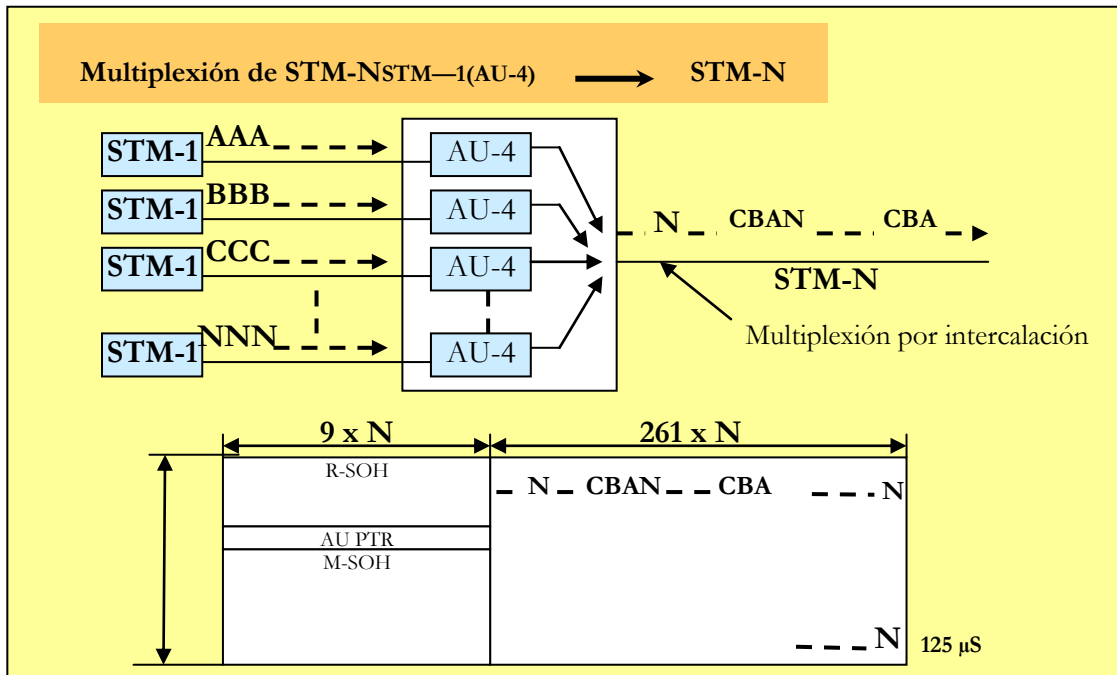 Multiplexión de STM-NSTM—1(AU-4) STM-N
STM-1 AAA AU-4
STM-1 BBB AU-4
N CBAN CBA
STM-1 CCC AU-4
STM-N
Multiplexión por intercalación
STM-1 NNN AU-4
9 x N 261 x N
R-SOH
N CBAN CBA N
AU PTR
M-SOH
N 125 µS